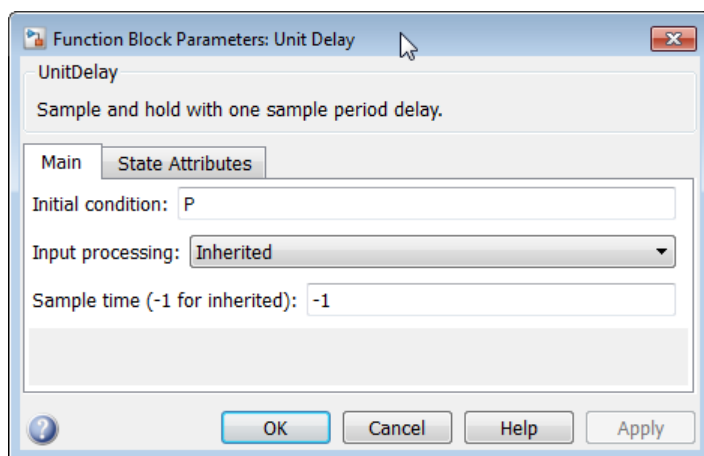 Function Block Parameters: Unit Delay
UnitDelay
Sample and hold with one sample period delay.
Main State Attributes
Initial condition: P
Input processing: Inherited
Sample time (-1 for inherited): -1
? OK Cancel Help Apply